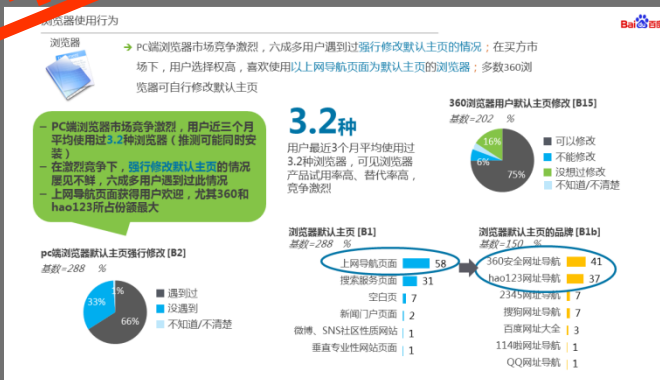 浏览器使用行为
Bai 百度
浏览器
→ PC端浏览器市场竞争激烈，六成多用户遇到过强行修改默认主页的情况；在买方市
场下，用户选择权高，喜欢使用以上网导航页面为默认主页的浏览器；多数360浏
览器可自行修改默认主页
– PC端浏览器市场竞争激烈，用户近三个月
平均使用过3.2种浏览器（推测可能同时安
装）
– 在激烈竞争下，强行修改默认主页的情况
屡见不鲜，六成多用户遇到过此情况
– 上网导航页面获得用户欢迎，尤其360和
hao123所占份额最大
3.2种
用户最近3个月平均使用过
3.2种浏览器，可见浏览器
产品试用率高、替代率高，
竞争激烈
360浏览器用户默认主页修改 [B15]
基数=202 %
16%
6%
75%
可以修改
不能修改
没想过修改
不知道/不清楚
pc端浏览器默认主页强行修改 [B2]
基数=288 %
1%
33%
66%
遇到过
没遇到
不知道/不清楚
浏览器默认主页 [B1]
基数=288 %
上网导航页面 58
搜索服务页面 31
空白页 7
新闻门户页面 2
微博、SNS社区性质网站 1
垂直专业性网站页面 1
浏览器默认主页的品牌 [B1b]
基数=150 %
360安全网址导航 41
hao123网址导航 37
2345网址导航 7
搜狗网址导航 7
百度网址大全 3
114啦网址导航 1
QQ网址导航 1